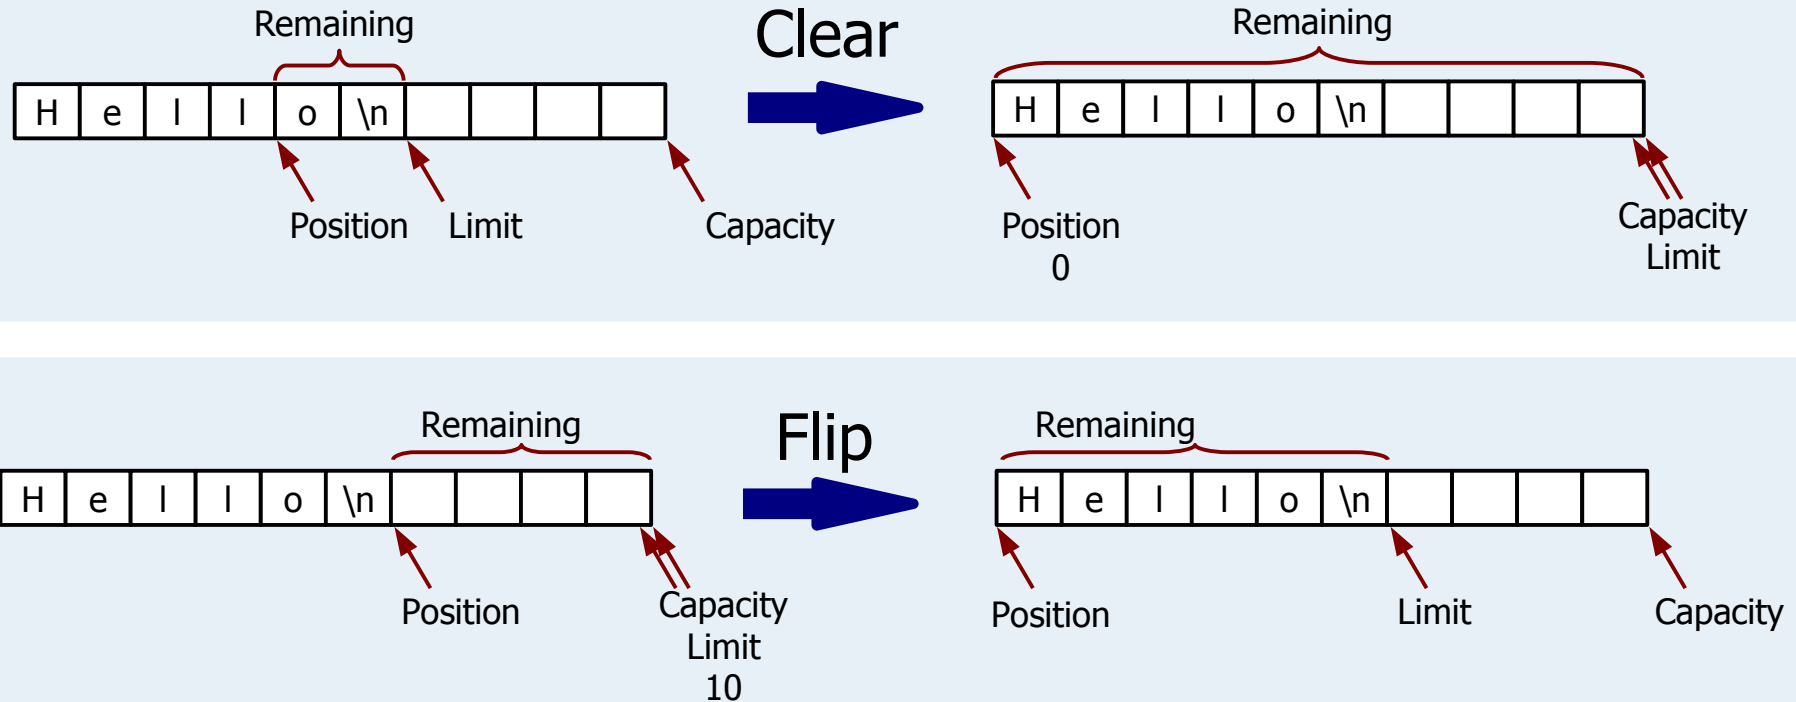 Remaining
Clear
Remaining
H e l l o \n
H e l l o \n
Position Limit Capacity
Position
0
Capacity
Limit
Remaining
Flip
Remaining
H e l l o \n
H e l l o \n
Position
Capacity
Limit
10
Position Limit Capacity